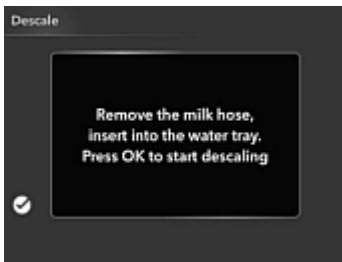 Descale
Remove the milk hose,
insert into the water tray.
Press OK to start descaling